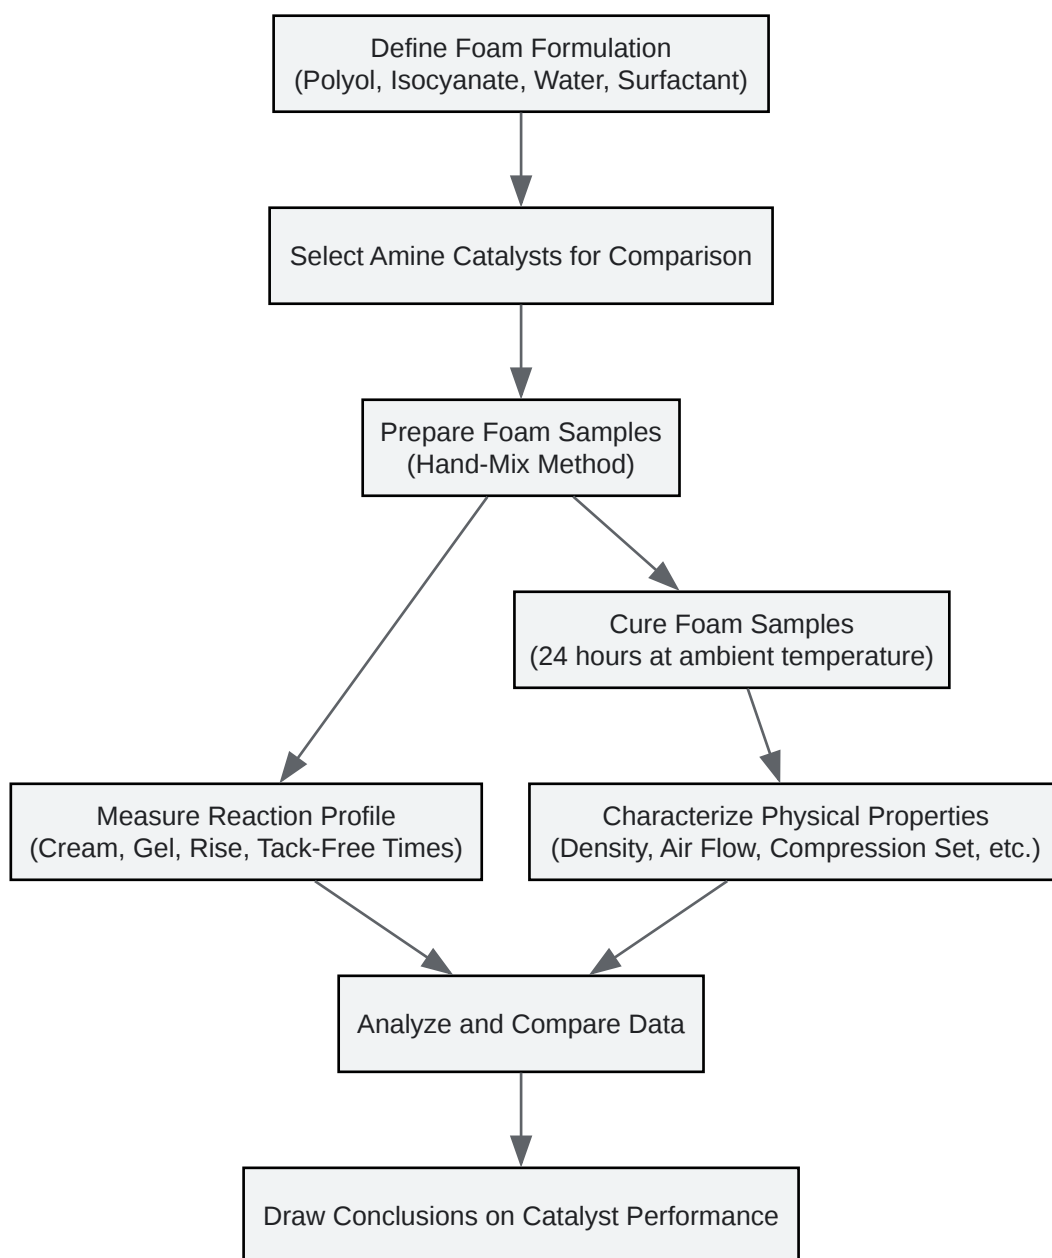 Define Foam Formulation
(Polyol, Isocyanate, Water, Surfactant)
Select Amine Catalysts for Comparison
Prepare Foam Samples
(Hand-Mix Method)
Cure Foam Samples
(24 hours at ambient temperature)
Measure Reaction Profile
(Cream, Gel, Rise, Tack-Free Times)
Characterize Physical Properties
(Density, Air Flow, Compression Set, etc.)
Analyze and Compare Data
Draw Conclusions on Catalyst Performance